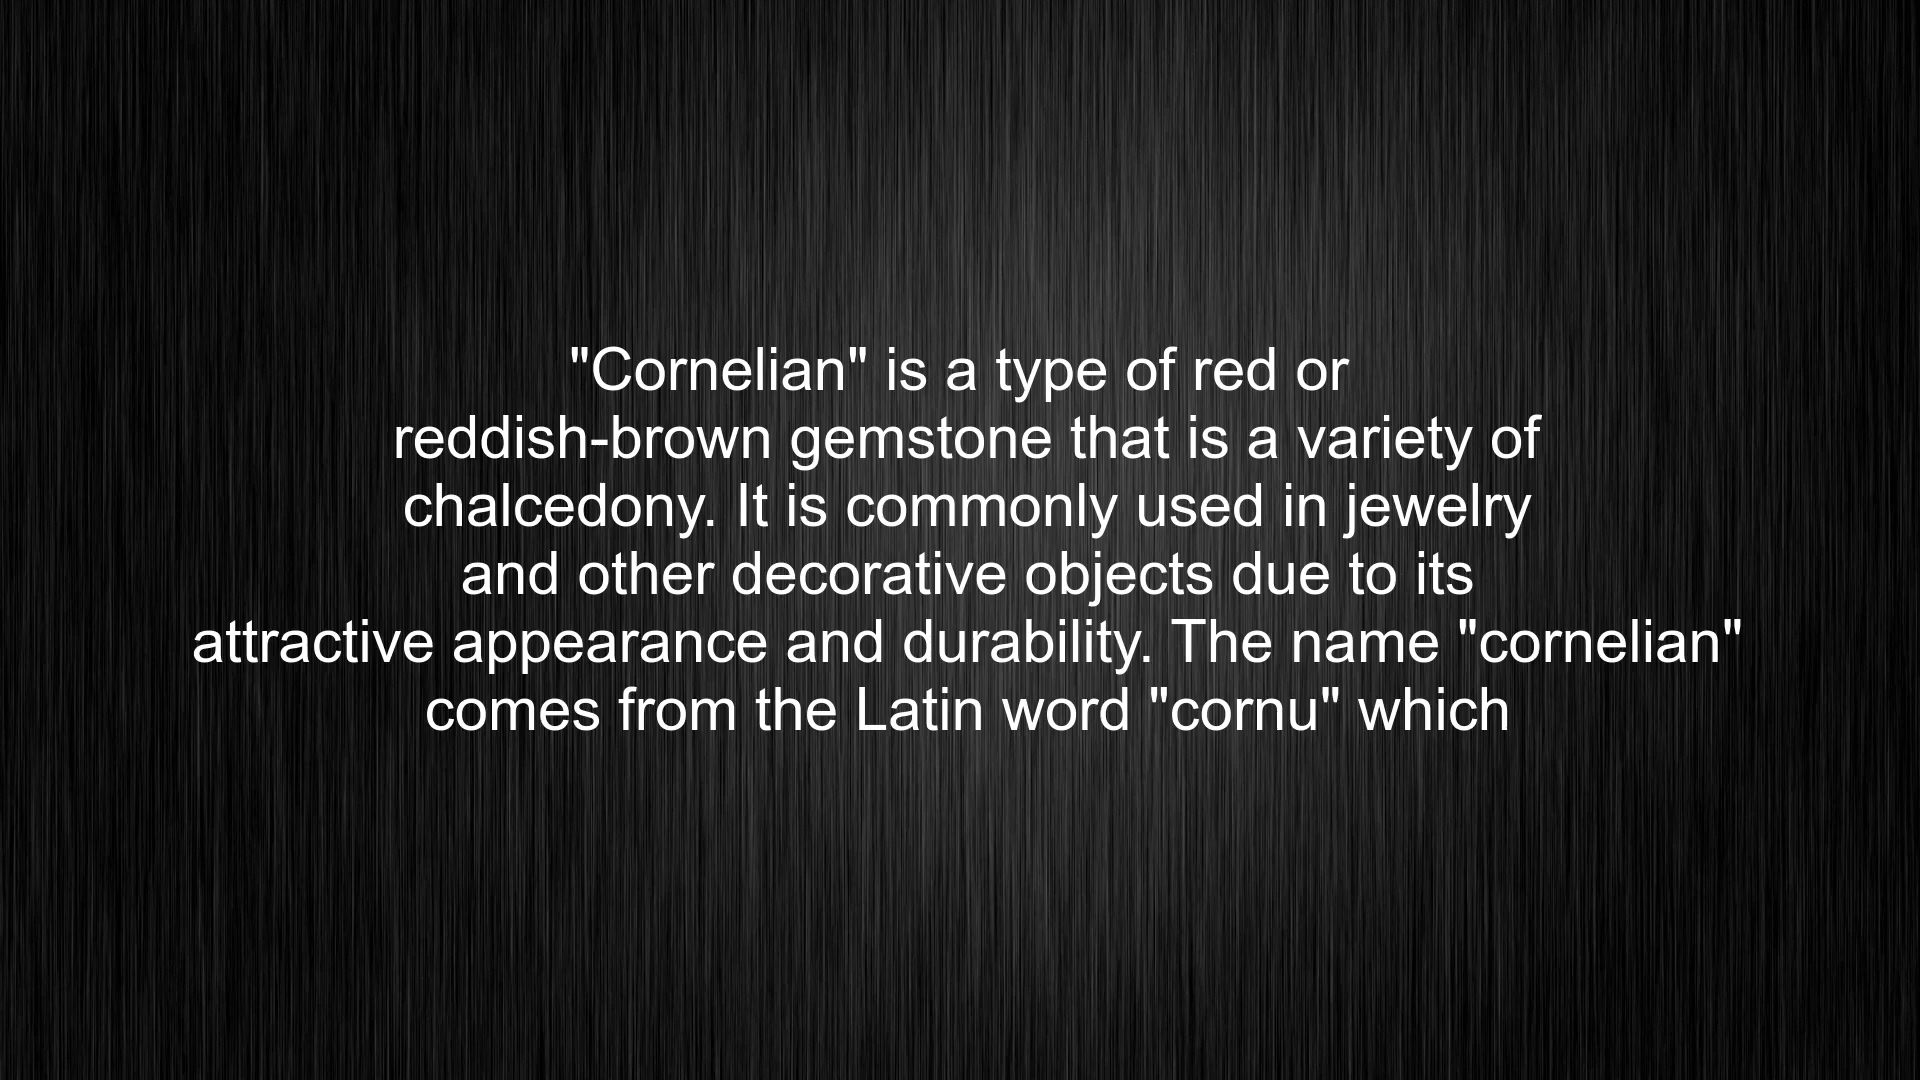 "Cornelian" is a type of red or
reddish-brown gemstone that is a variety of
chalcedony. It is commonly used in jewelry
and other decorative objects due to its
attractive appearance and durability. The name "cornelian"
comes from the Latin word "cornu" which